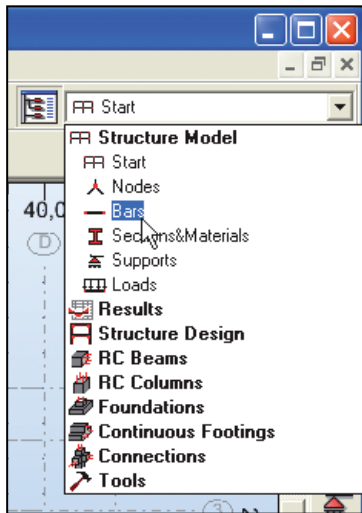 Start
Structure Model
Start
Nodes
40,0
Bars
D
Sections&Materials
Supports
Loads
Results
Structure Design
RC Beams
RC Columns
Foundations
Continuous Footings
Connections
Tools
3